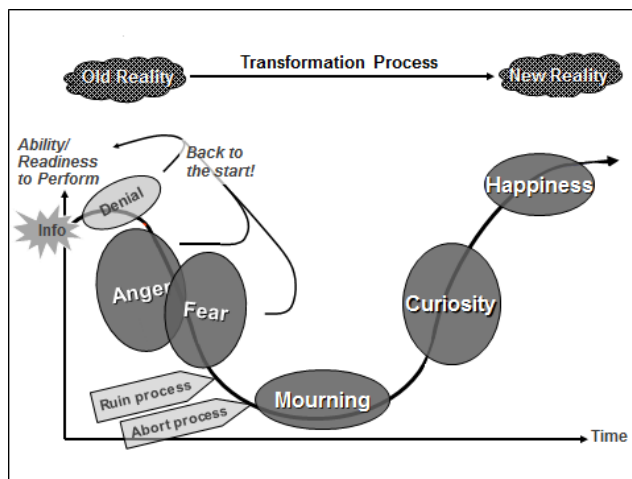 Transformation Process
Old Reality
New Reality
Ability/
Readiness
to Perform
Back to
the start!
Denial
Info
Happiness
Anger
Fear
Curiosity
Ruin process
Mourning
Abort process
Time